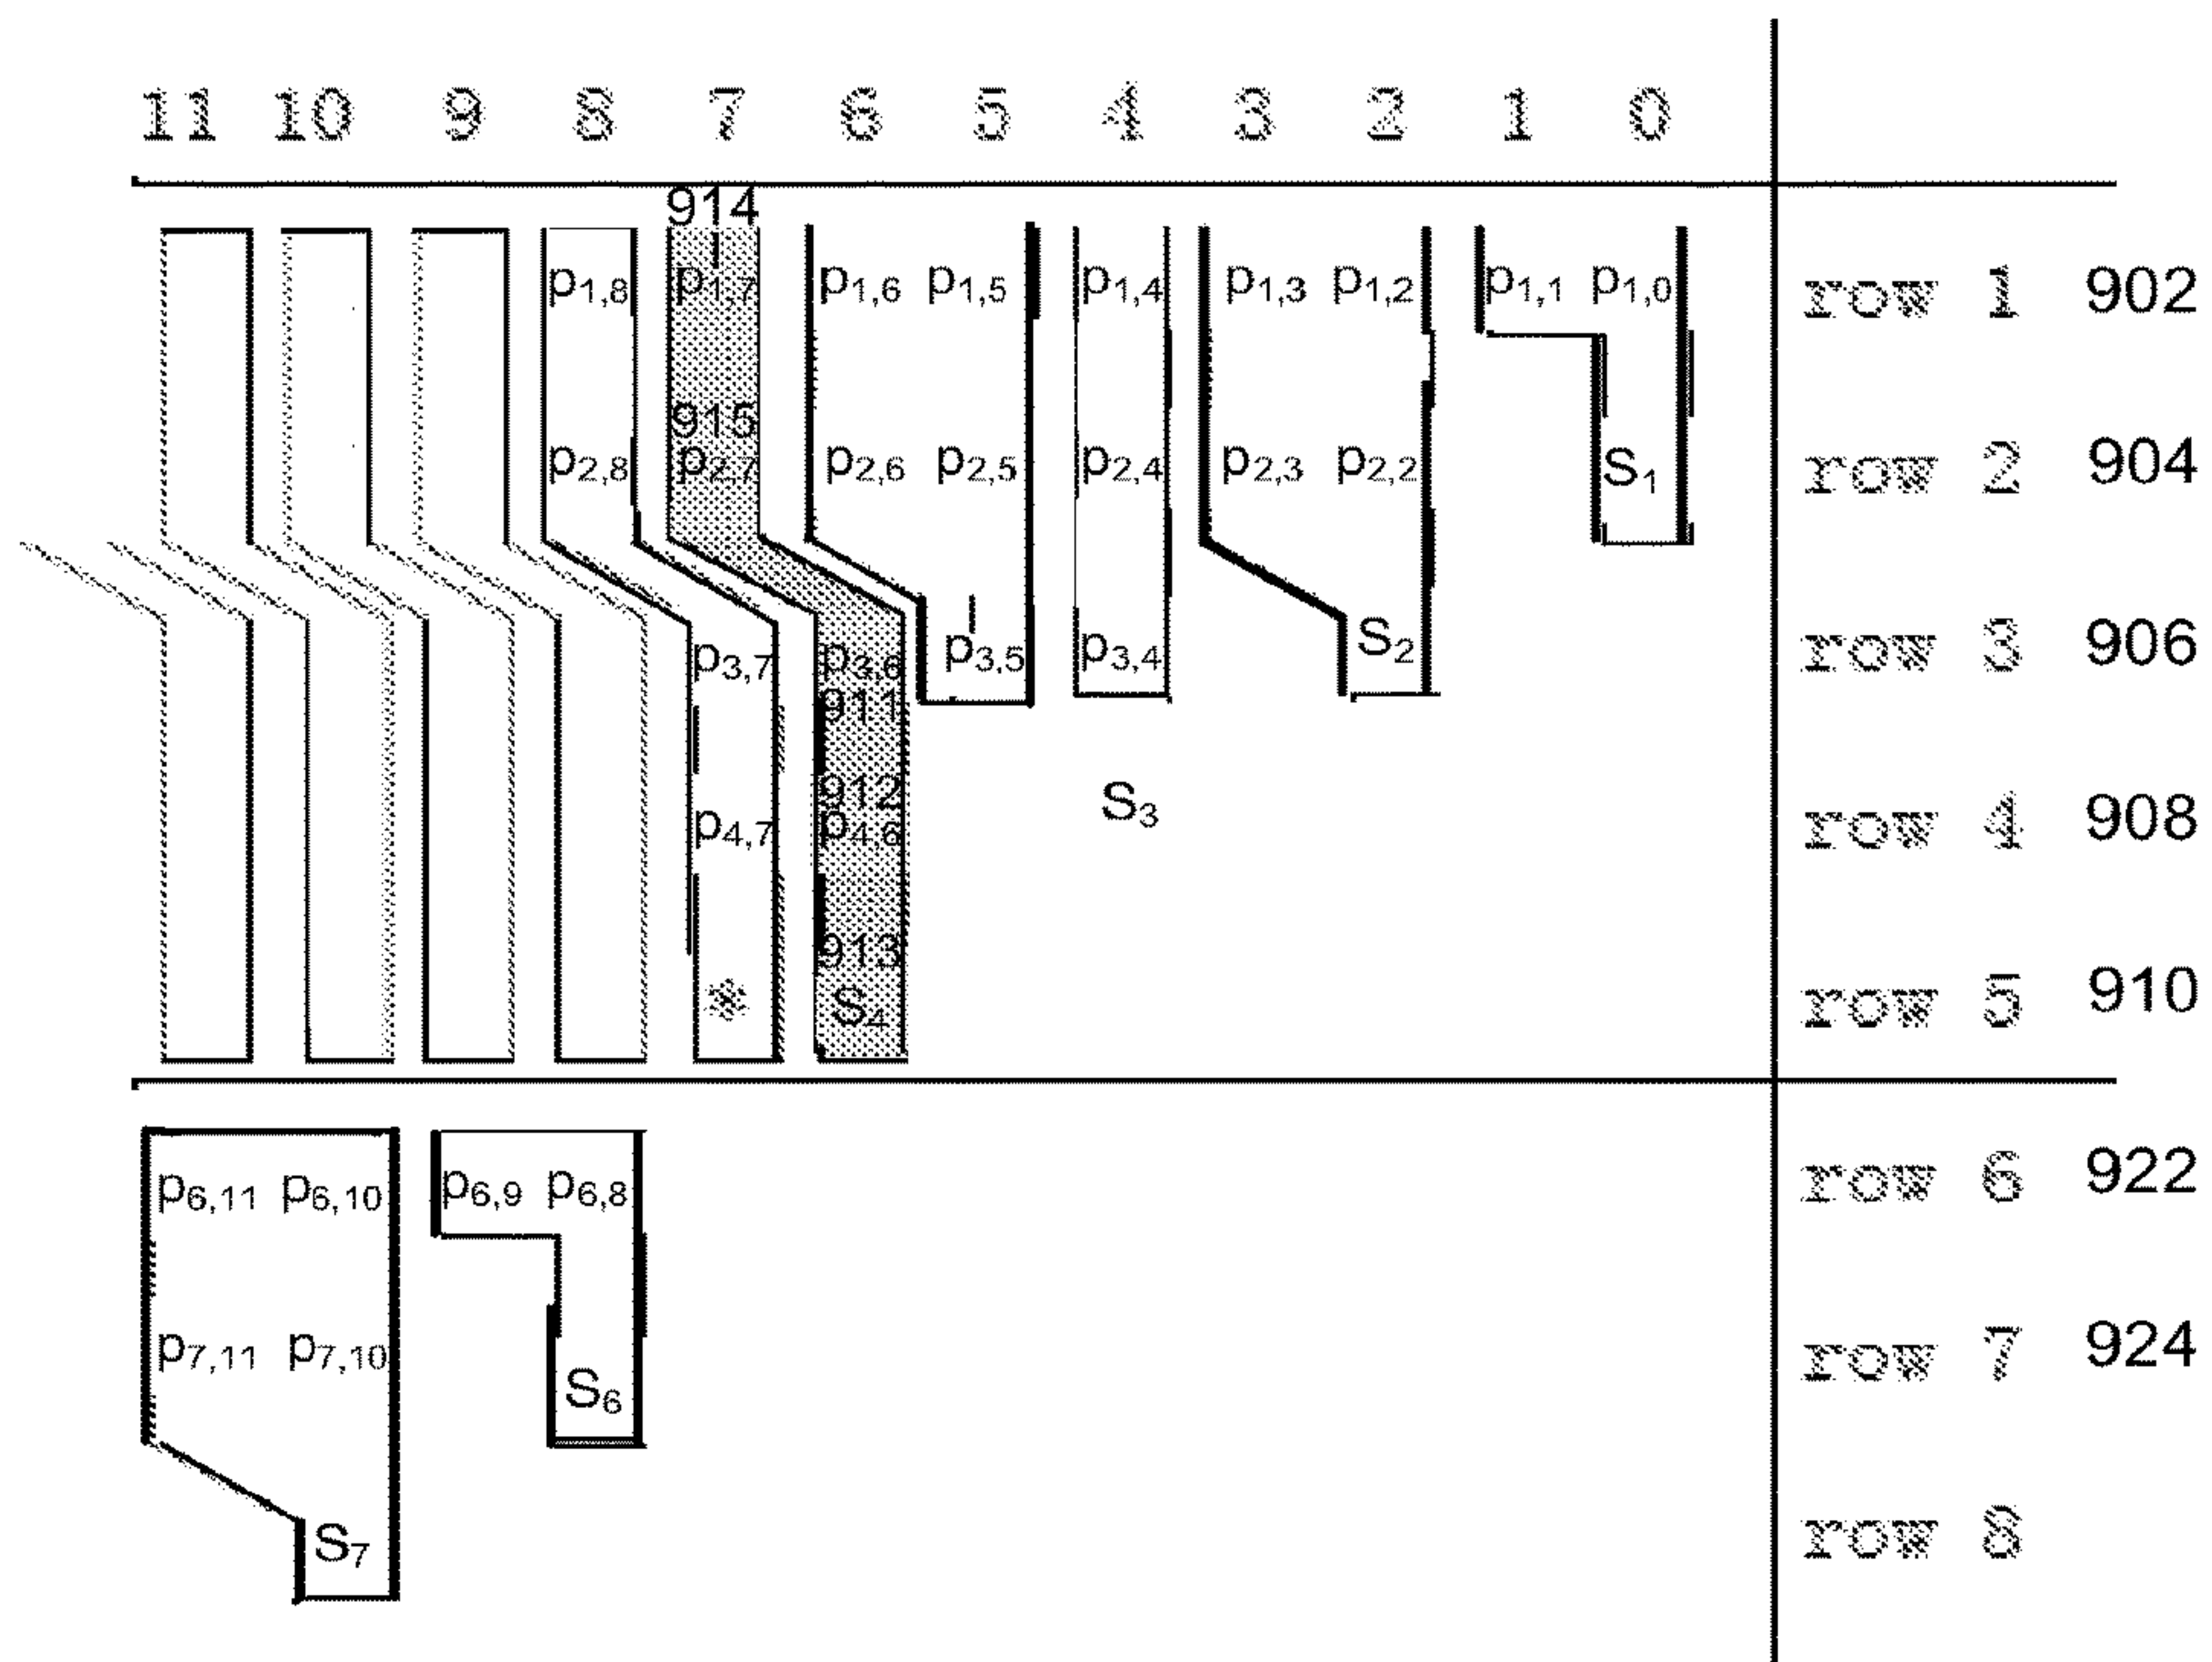 11 10 9 8 7 6 5 4 3 2 1 0
914
p1,8 p1,7 p1,6 p1,5 p1,4 p1,3 p1,2 p1,1 p1,0 row 1 902
915
p2,8 p2,7 p2,6 p2,5 p2,4 p2,3 p2,2 S1 row 2 904
p3,7 p3,6 p3,5 p3,4 S2 row 3 906
911
912
p4,7 p4,6 S3 row 4 908
913
* S4 row 5 910
p6,11 p6,10 p6,9 p6,8 row 6 922
p7,11 p7,10 S6 row 7 924
S7 row 8